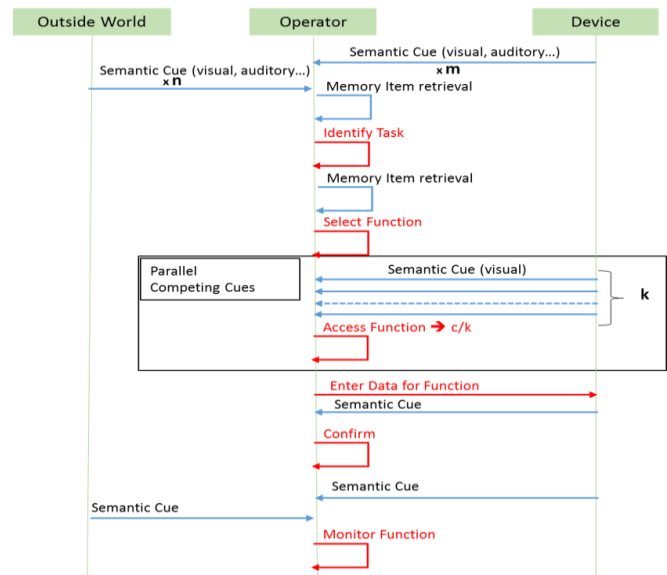 Outside World
Operator
Device
Semantic Cue (visual, auditory...)
x m
Semantic Cue (visual, auditory...)
x n
Memory Item retrieval
Identify Task
Memory Item retrieval
Select Function
Parallel
Competing Cues
Semantic Cue (visual)
k
Access Function ➔ c/k
Enter Data for Function
Semantic Cue
Confirm
Semantic Cue
Semantic Cue
Monitor Function